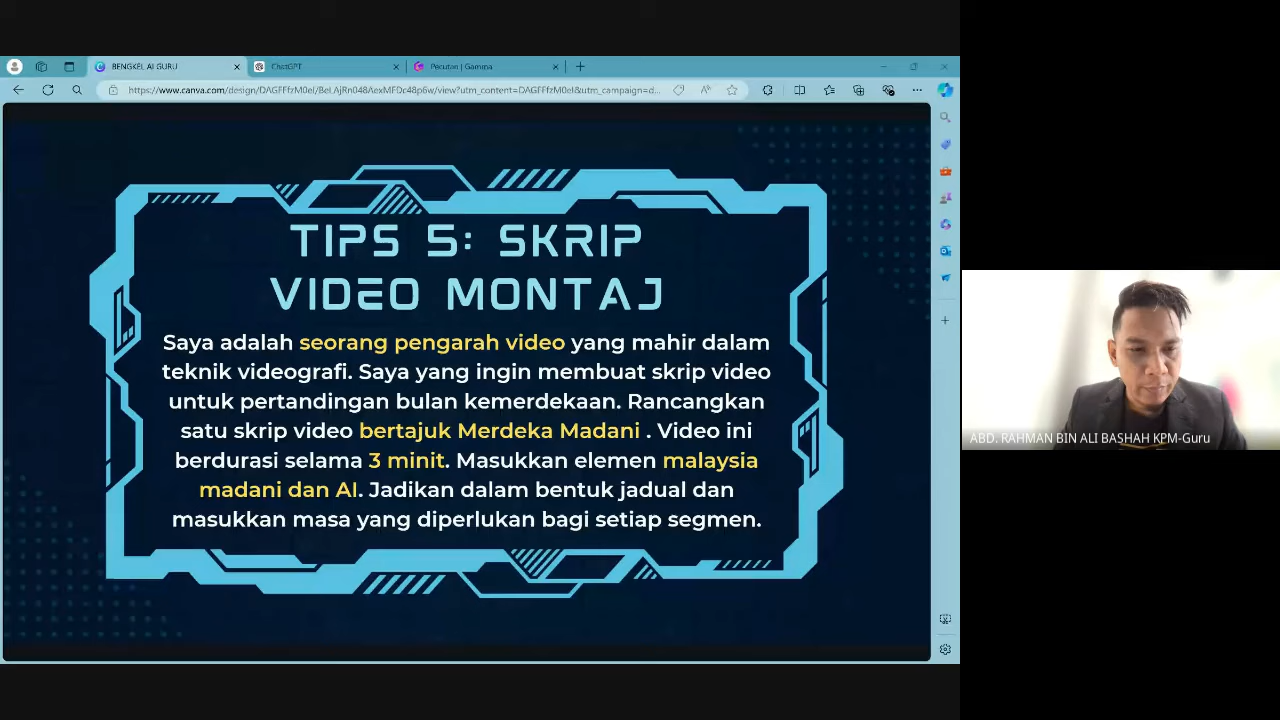 BENGKEL AI GURU
ChatGPT
Pecutan | Gamma
TIPS 5: SKRIP
VIDEO MONTAJ
Saya adalah seorang pengarah video yang mahir dalam
teknik videografi. Saya yang ingin membuat skrip video
untuk pertandingan bulan kemerdekaan. Rancangkan
satu skrip video bertajuk Merdeka Madani . Video ini
berdurasi selama 3 minit. Masukkan elemen malaysia
madani dan AI. Jadikan dalam bentuk jadual dan
masukkan masa yang diperlukan bagi setiap segmen.
ABD. RAHMAN BIN ALI BASHAH KPM-Guru